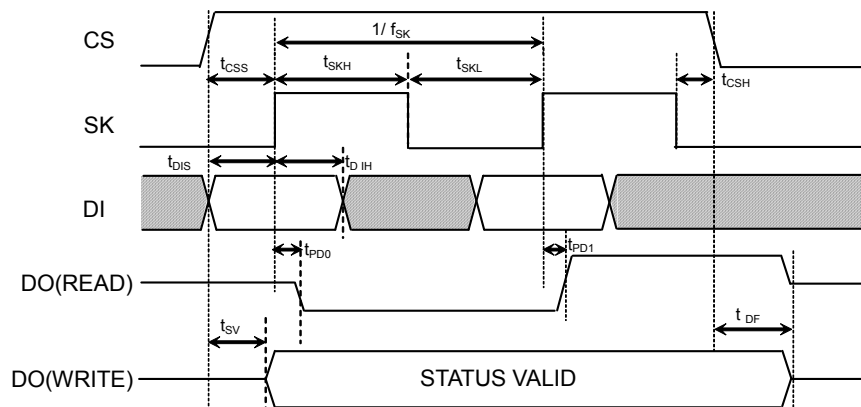 CS
1/ fSK
tCSS
tSKH
tSKL
tCSH
SK
tDIS
tD IH
DI
tPD0
tPD1
DO(READ)
tSV
t DF
DO(WRITE)
STATUS VALID